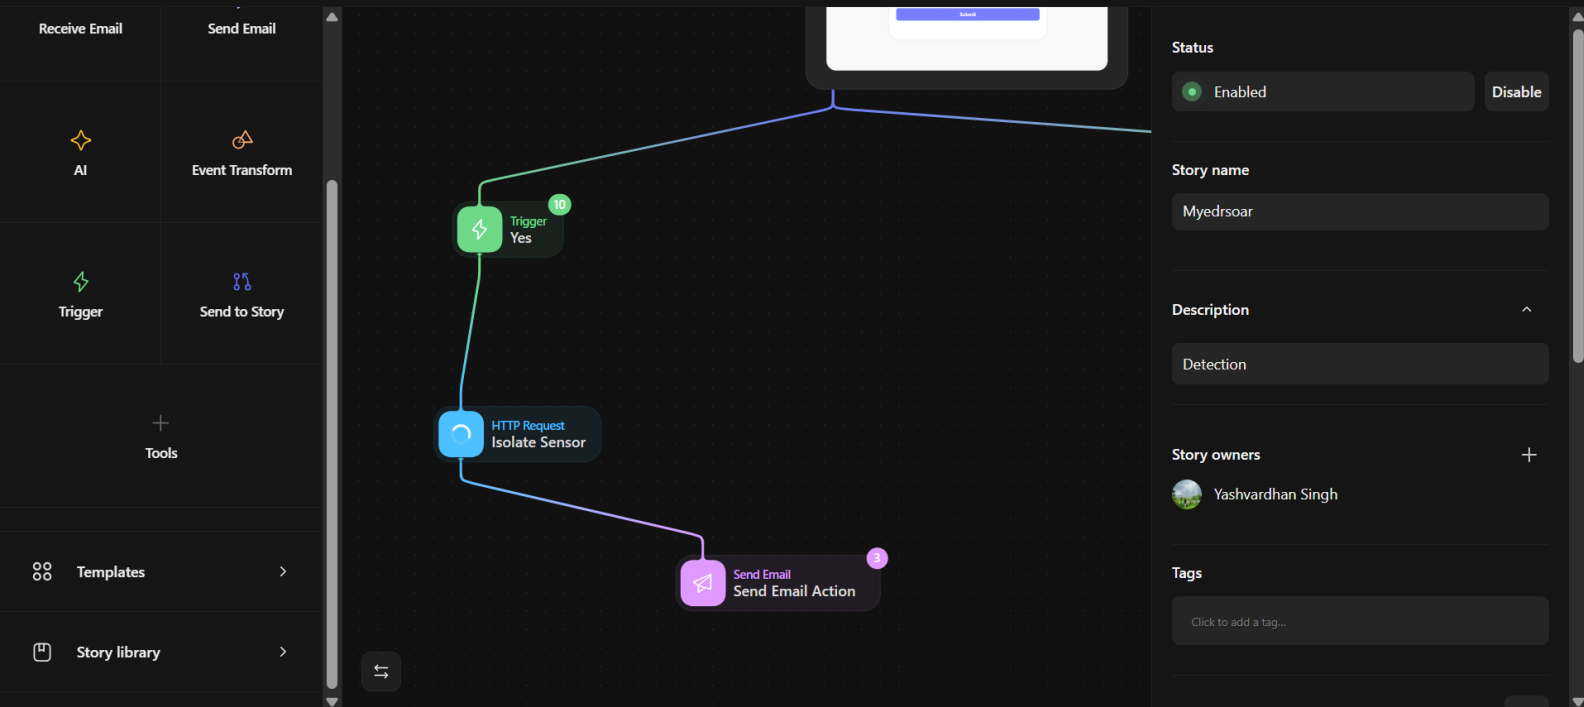 Receive Email
Send Email
AI
Event Transform
Trigger
Send to Story
Tools
Templates
Story library
Submit
10
Trigger
Yes
HTTP Request
Isolate Sensor
3
Send Email
Send Email Action
Status
Enabled
Disable
Story name
Myedrsoar
Description
Detection
Story owners
Yashvardhan Singh
Tags
Click to add a tag...